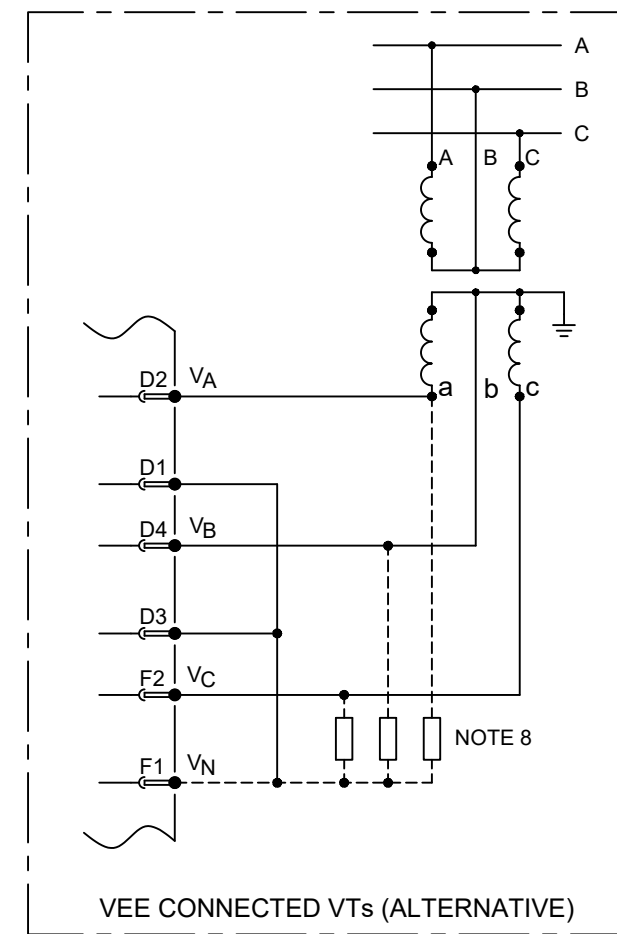 A
B
C
A B C
a b c
D2 VA
D1
D4 VB
D3
F2 VC
NOTE 8
F1 VN
VEE CONNECTED VTs (ALTERNATIVE)